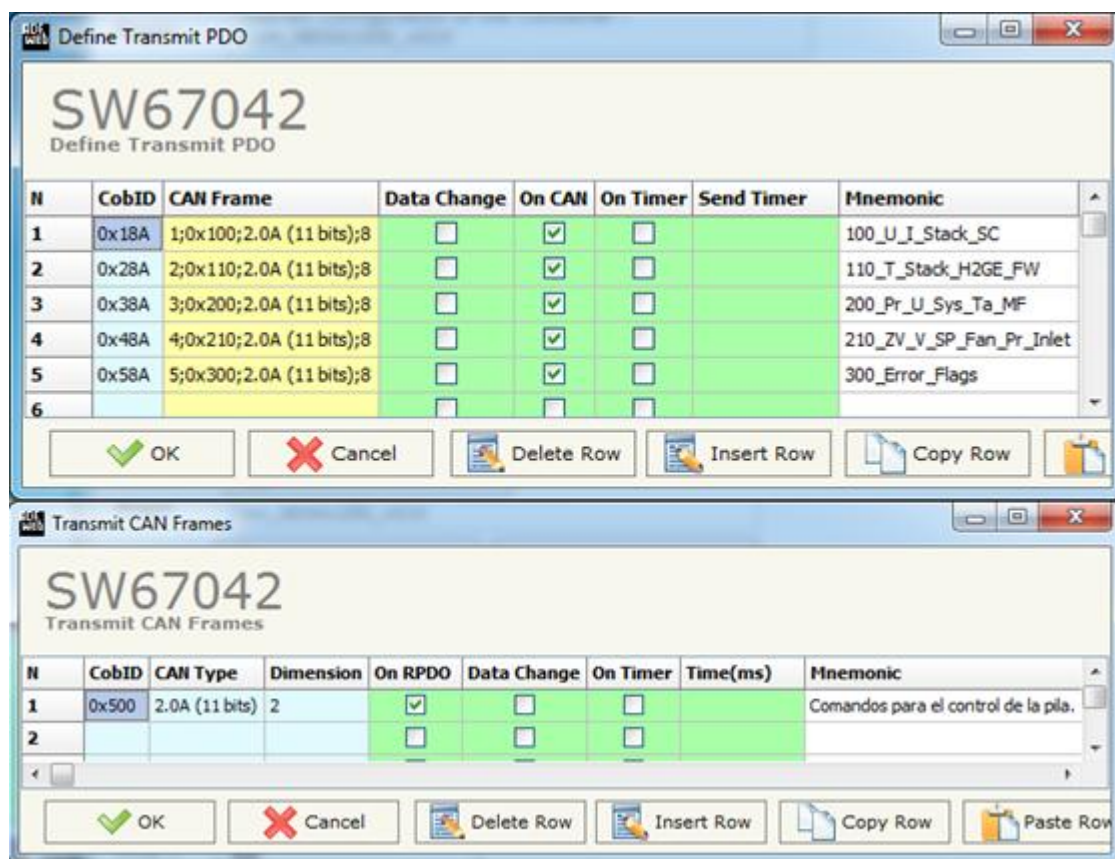 Define Transmit PDO
SW67042
Define Transmit PDO
N CobID CAN Frame Data Change On CAN On Timer Send Timer Mnemonic
1 0x18A 1;0x100;2.0A (11 bits);8 100_U_I_Stack_SC
2 0x28A 2;0x110;2.0A (11 bits);8 110_T_Stack_H2GE_FW
3 0x38A 3;0x200;2.0A (11 bits);8 200_Pr_U_Sys_Ta_MF
4 0x48A 4;0x210;2.0A (11 bits);8 210_ZV_V_SP_Fan_Pr_Inlet
5 0x58A 5;0x300;2.0A (11 bits);8 300_Error_Flags
6
OK Cancel Delete Row Insert Row Copy Row
Transmit CAN Frames
SW67042
Transmit CAN Frames
N CobID CAN Type Dimension On RPDO Data Change On Timer Time(ms) Mnemonic
1 0x500 2.0A (11 bits) 2 Comandos para el control de la pila.
2
OK Cancel Delete Row Insert Row Copy Row Paste Row